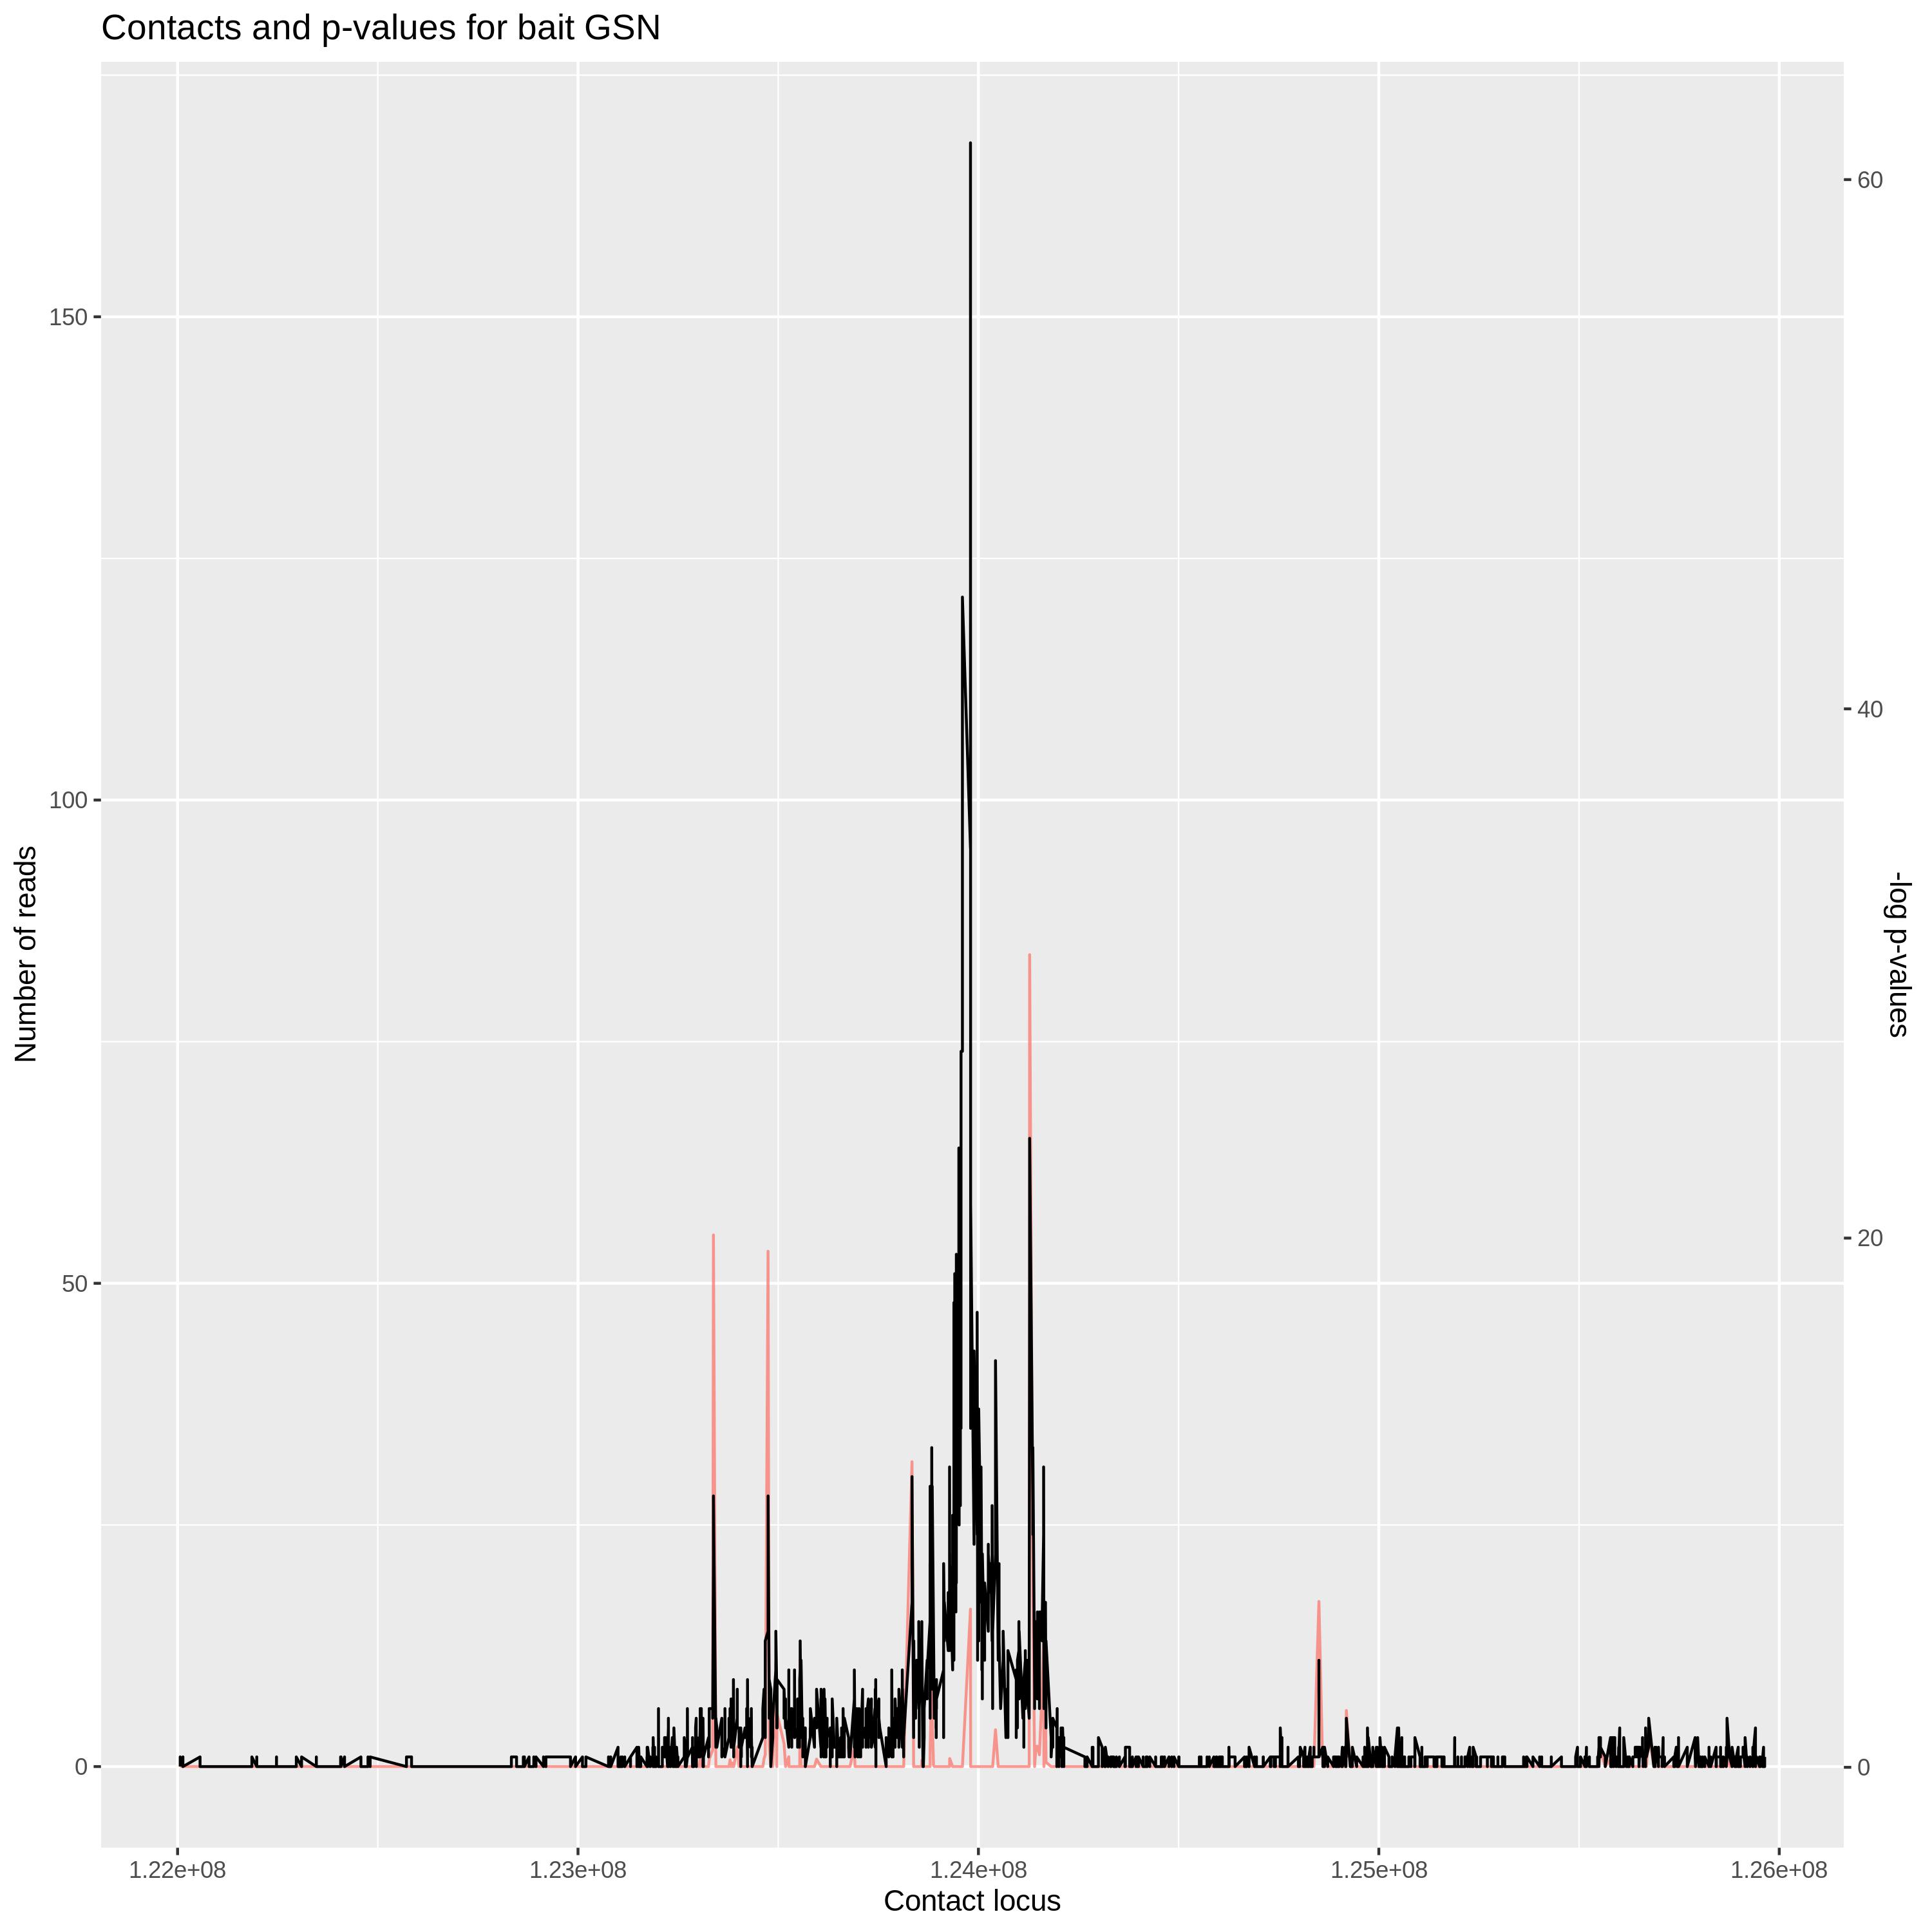 Contacts and p-values for bait GSN
Number of reads
150
100
50
0
60
40
20
0
-log p-values
1.22e+08
1.23e+08
1.24e+08
1.25e+08
1.26e+08
Contact locus